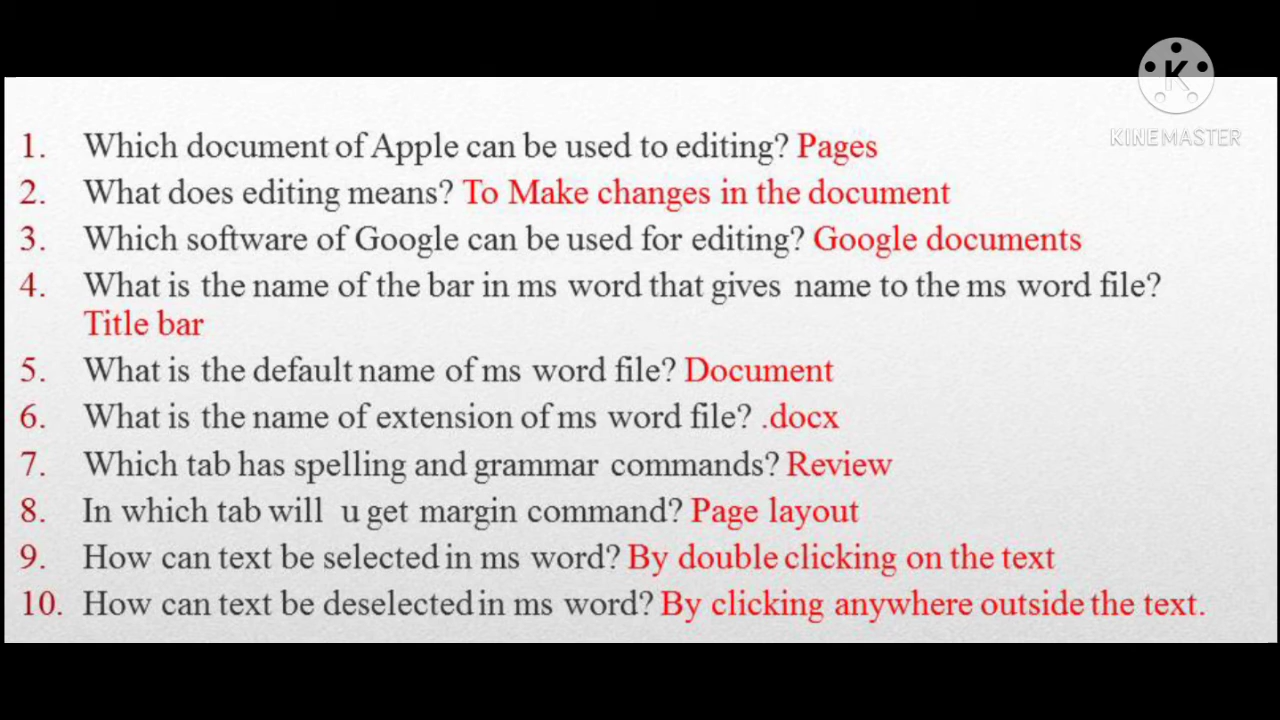 KINEMASTER
1. Which document of Apple can be used to editing? Pages
2. What does editing means? To Make changes in the document
3. Which software of Google can be used for editing? Google documents
4. What is the name of the bar in ms word that gives name to the ms word file?
Title bar
5. What is the default name of ms word file? Document
6. What is the name of extension of ms word file? .docx
7. Which tab has spelling and grammar commands? Review
8. In which tab will u get margin command? Page layout
9. How can text be selected in ms word? By double clicking on the text
10. How can text be deselected in ms word? By clicking anywhere outside the text.